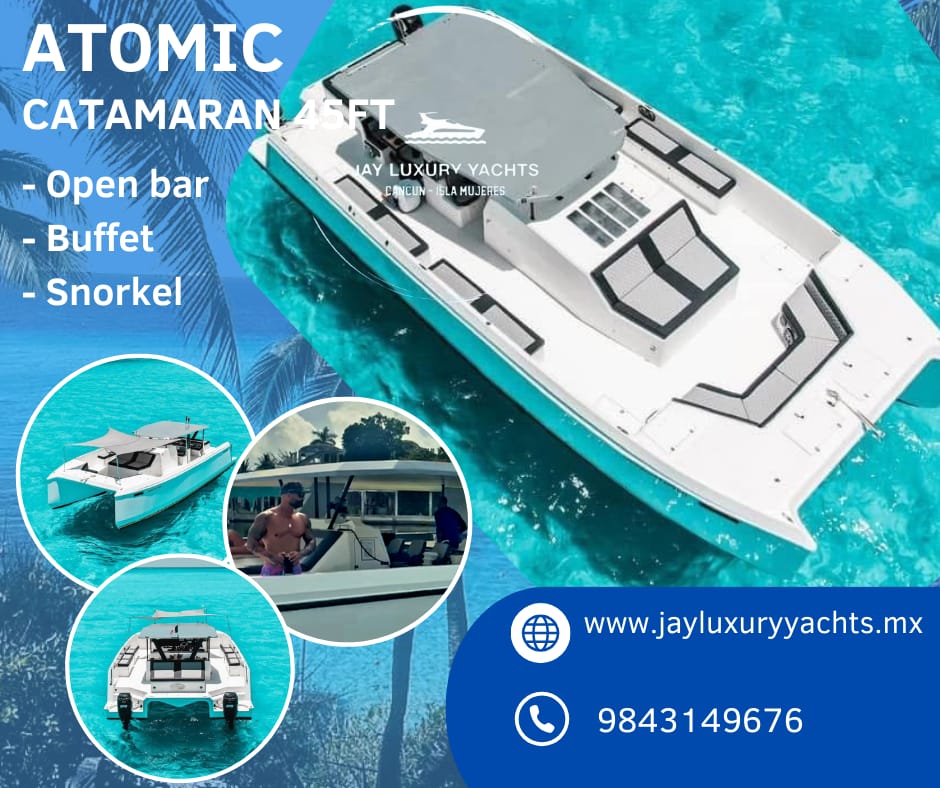 ATOMIC
CATAMARAN 45FT
- Open bar
- Buffet
- Snorkel
JAY LUXURY YACHTS
CANCUN - ISLA MUJERES
www.jayluxuryyachts.mx
9843149676